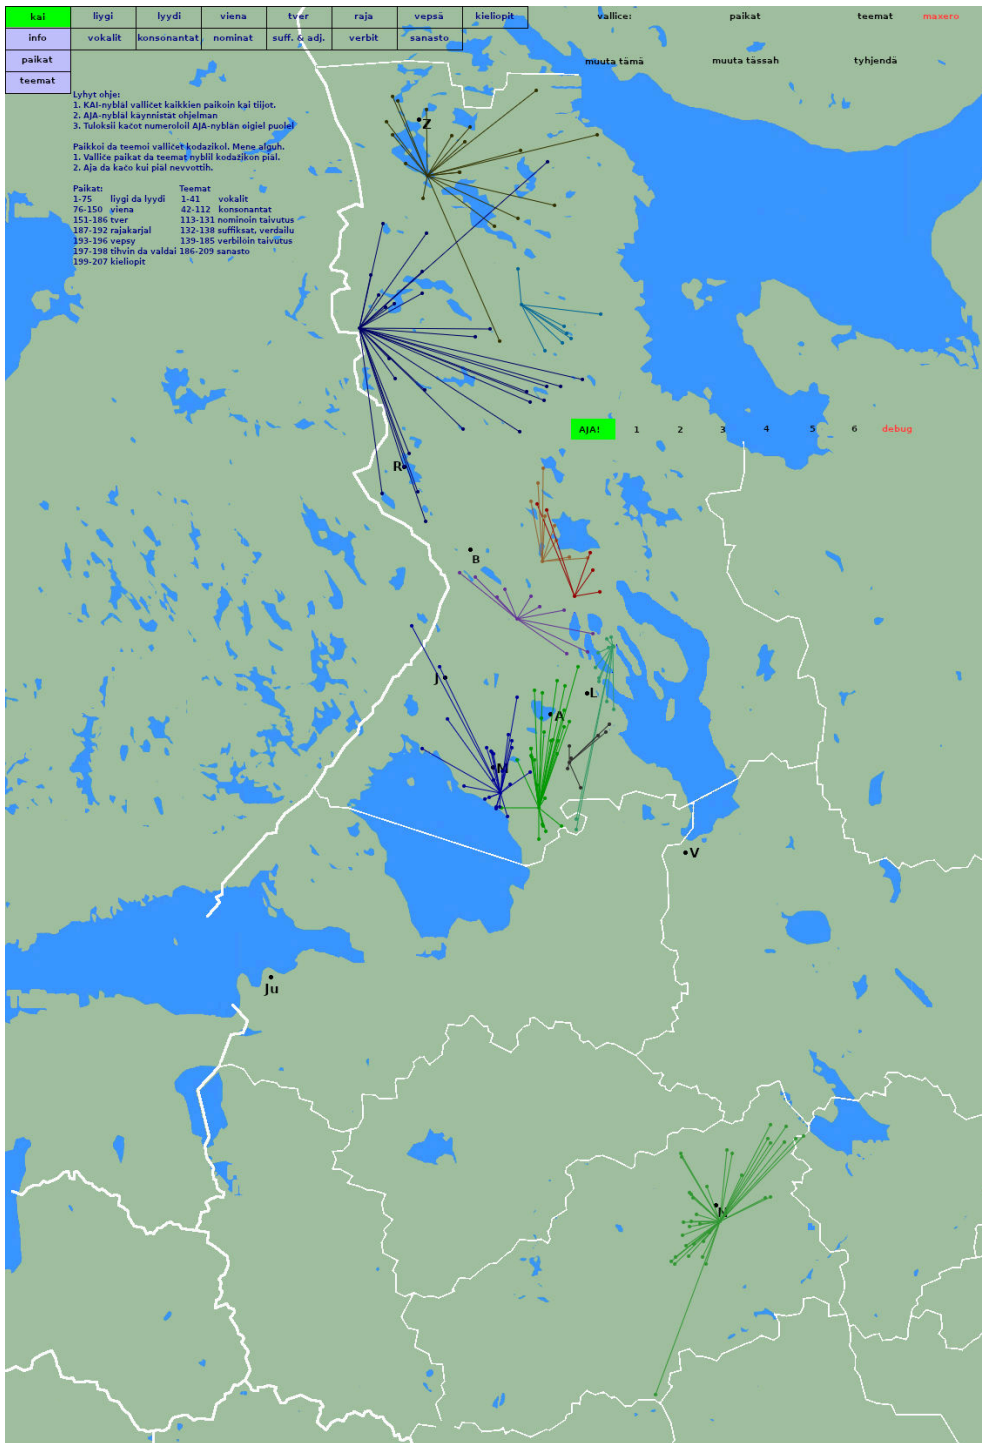 kai liygi lyydi viena tver raja vepsä kieliopit vallice: paikat teemat maxero
info vokalit konsonantat nominat suff. & adj. verbit sanasto
paikat muuta tämä muuta tässah tyhjendä
teemat
Lyhyt ohje:
1. KAI-nybläl valličet kaikkien paikoin kai tiijot.
2. AJA-nybläl käynnistät ohjelman
3. Tuloksii kačot numeroloil AJA-nyblän oigiel puolel
Paikkoi da teemoi valličet kodazikol. Mene alguh.
1. Valliče paikat da teemat nyblil kodažikon piäl.
2. Aja da kačo kui piäl nevvottih.
Paikat: Teemat
1-75 liygi da lyydi 1-41 vokalit
76-150 viena 42-112 konsonantat
151-186 tver 113-131 nominoin taivutus
187-192 rajakarjal 132-138 suffiksat, verdailu
193-196 vepsy 139-185 verbilöin taivutus
197-198 tihvin da valdai 186-209 sanasto
199-207 kieliopit
Z
AJA! 1 2 3 4 5 6 debug
R
B
J
L
A
M
V
Ju
N